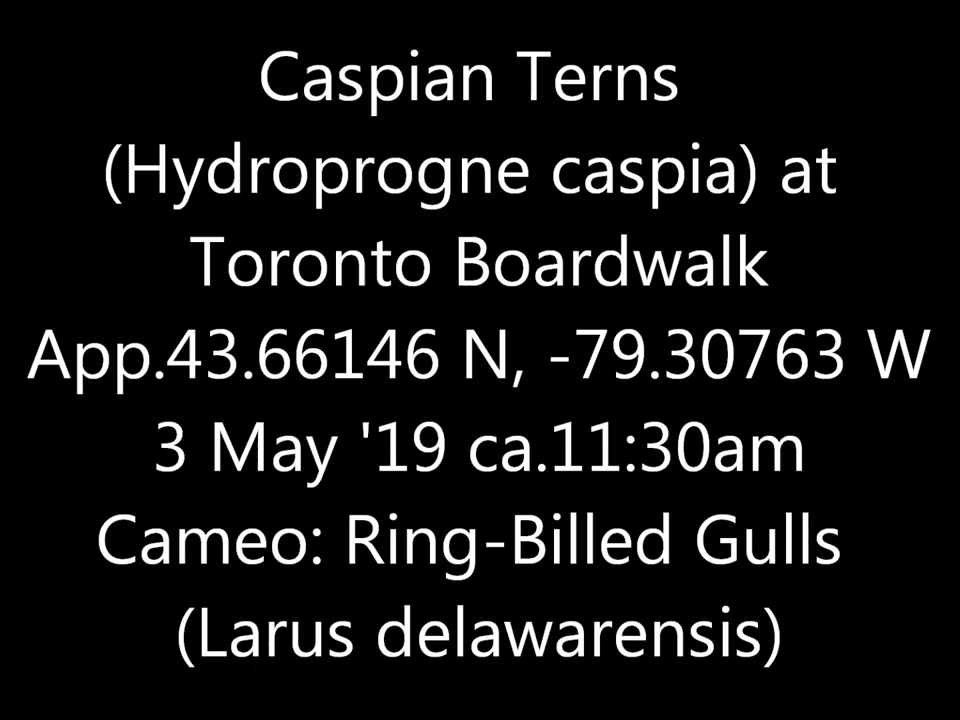 Caspian Terns
(Hydroprogne caspia) at
Toronto Boardwalk
App.43.66146 N, -79.30763 W
3 May '19 ca.11:30am
Cameo: Ring-Billed Gulls
(Larus delawarensis)